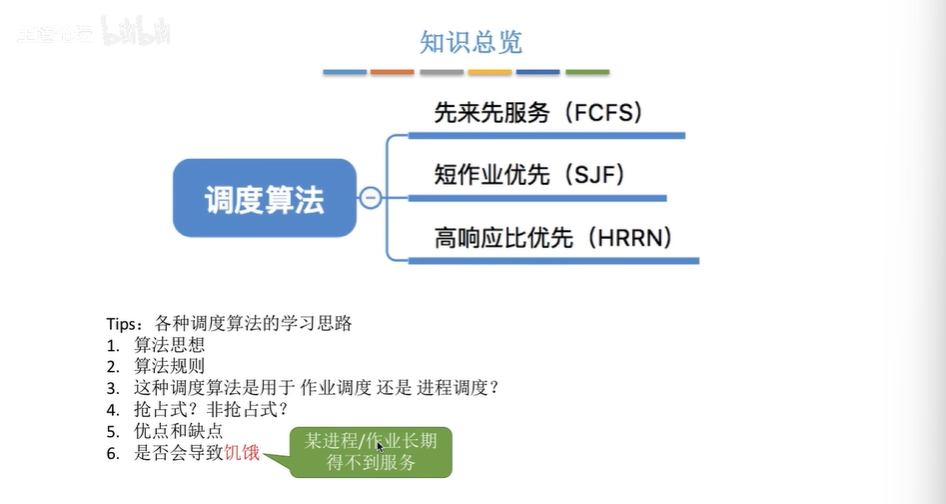 bilibili
知识总览
先来先服务（FCFS）
调度算法
短作业优先（SJF）
高响应比优先（HRRN）
Tips：各种调度算法的学习思路
1. 算法思想
2. 算法规则
3. 这种调度算法是用于 作业调度 还是 进程调度？
4. 抢占式？非抢占式？
5. 优点和缺点
6. 是否会导致饥饿
某进程/作业长期
得不到服务